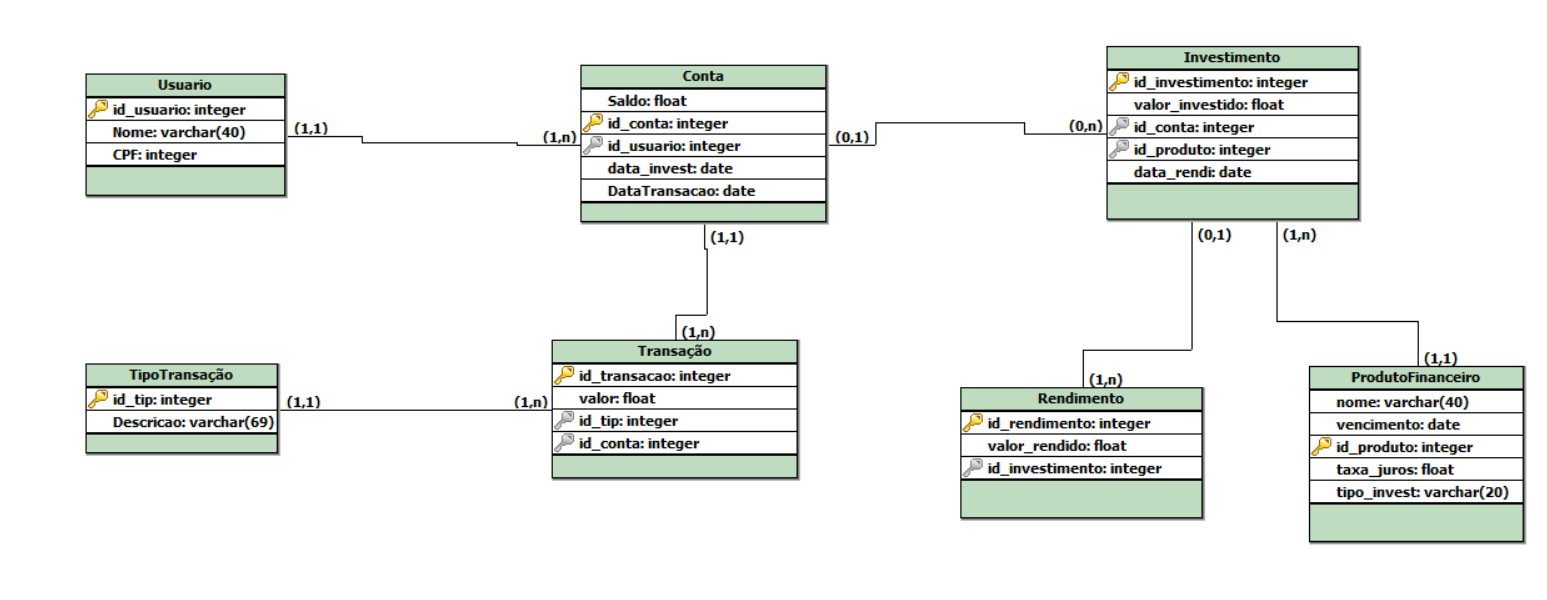 Usuario
id_usuario: integer
Nome: varchar(40)
CPF: integer
(1,1)
(1,n)
Conta
Saldo: float
id_conta: integer
id_usuario: integer
data_invest: date
DataTransacao: date
(0,1)
(0,n)
Investimento
id_investimento: integer
valor_investido: float
id_conta: integer
id_produto: integer
data_rendi: date
(1,1)
(0,1)
(1,n)
(1,n)
TipoTransação
id_tip: integer
Descricao: varchar(69)
(1,1)
(1,n)
Transação
id_transacao: integer
valor: float
id_tip: integer
id_conta: integer
(1,n)
Rendimento
id_rendimento: integer
valor_rendido: float
id_investimento: integer
(1,1)
ProdutoFinanceiro
nome: varchar(40)
vencimento: date
id_produto: integer
taxa_juros: float
tipo_invest: varchar(20)